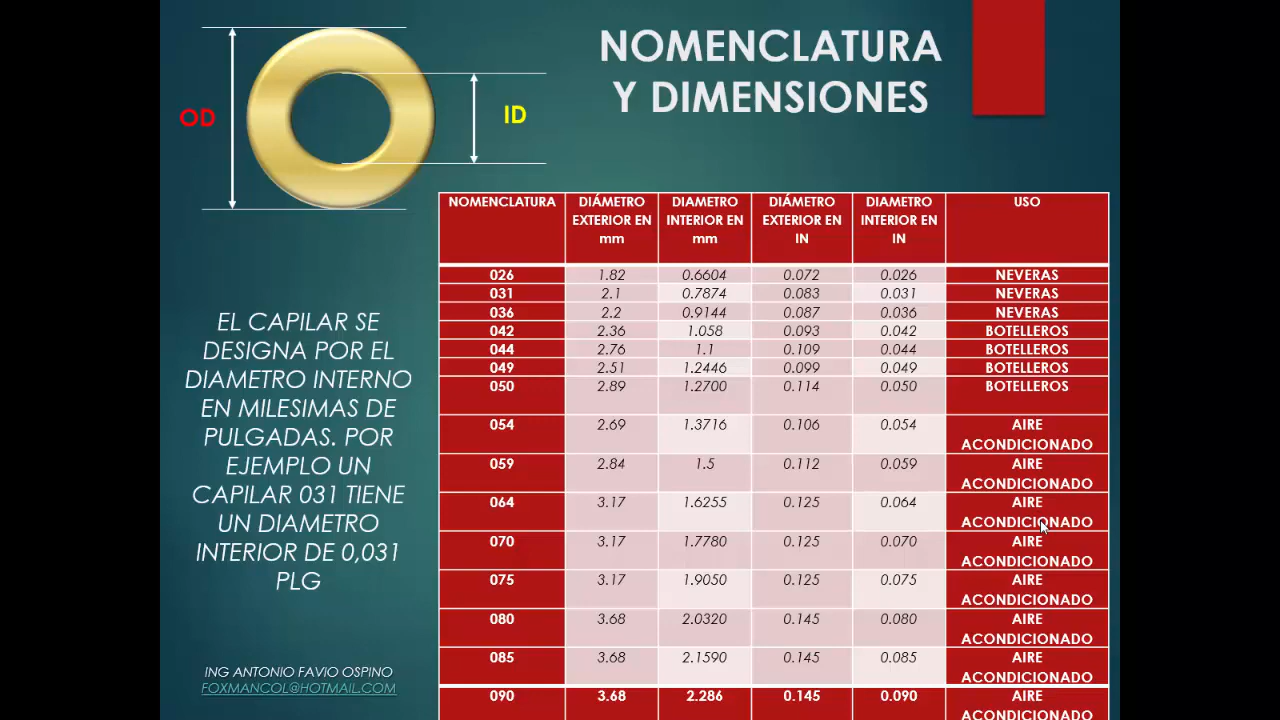 NOMENCLATURA
Y DIMENSIONES
OD
ID
EL CAPILAR SE
DESIGNA POR EL
DIAMETRO INTERNO
EN MILESIMAS DE
PULGADAS. POR
EJEMPLO UN
CAPILAR 031 TIENE
UN DIAMETRO
INTERIOR DE 0,031
PLG
ING ANTONIO FAVIO OSPINO
FOXMANCOL@HOTMAIL.COM
NOMENCLATURA DIÁMETRO DIAMETRO DIÁMETRO DIAMETRO USO
EXTERIOR EN INTERIOR EN EXTERIOR EN INTERIOR EN
mm mm IN IN
026 1.82 0.6604 0.072 0.026 NEVERAS
031 2.1 0.7874 0.083 0.031 NEVERAS
036 2.2 0.9144 0.087 0.036 NEVERAS
042 2.36 1.058 0.093 0.042 BOTELLEROS
044 2.76 1.1 0.109 0.044 BOTELLEROS
049 2.51 1.2446 0.099 0.049 BOTELLEROS
050 2.89 1.2700 0.114 0.050 BOTELLEROS
054 2.69 1.3716 0.106 0.054 AIRE
ACONDICIONADO
059 2.84 1.5 0.112 0.059 AIRE
ACONDICIONADO
064 3.17 1.6255 0.125 0.064 AIRE
ACONDICIONADO
070 3.17 1.7780 0.125 0.070 AIRE
ACONDICIONADO
075 3.17 1.9050 0.125 0.075 AIRE
ACONDICIONADO
080 3.68 2.0320 0.145 0.080 AIRE
ACONDICIONADO
085 3.68 2.1590 0.145 0.085 AIRE
ACONDICIONADO
090 3.68 2.286 0.145 0.090 AIRE
ACONDICIONADO